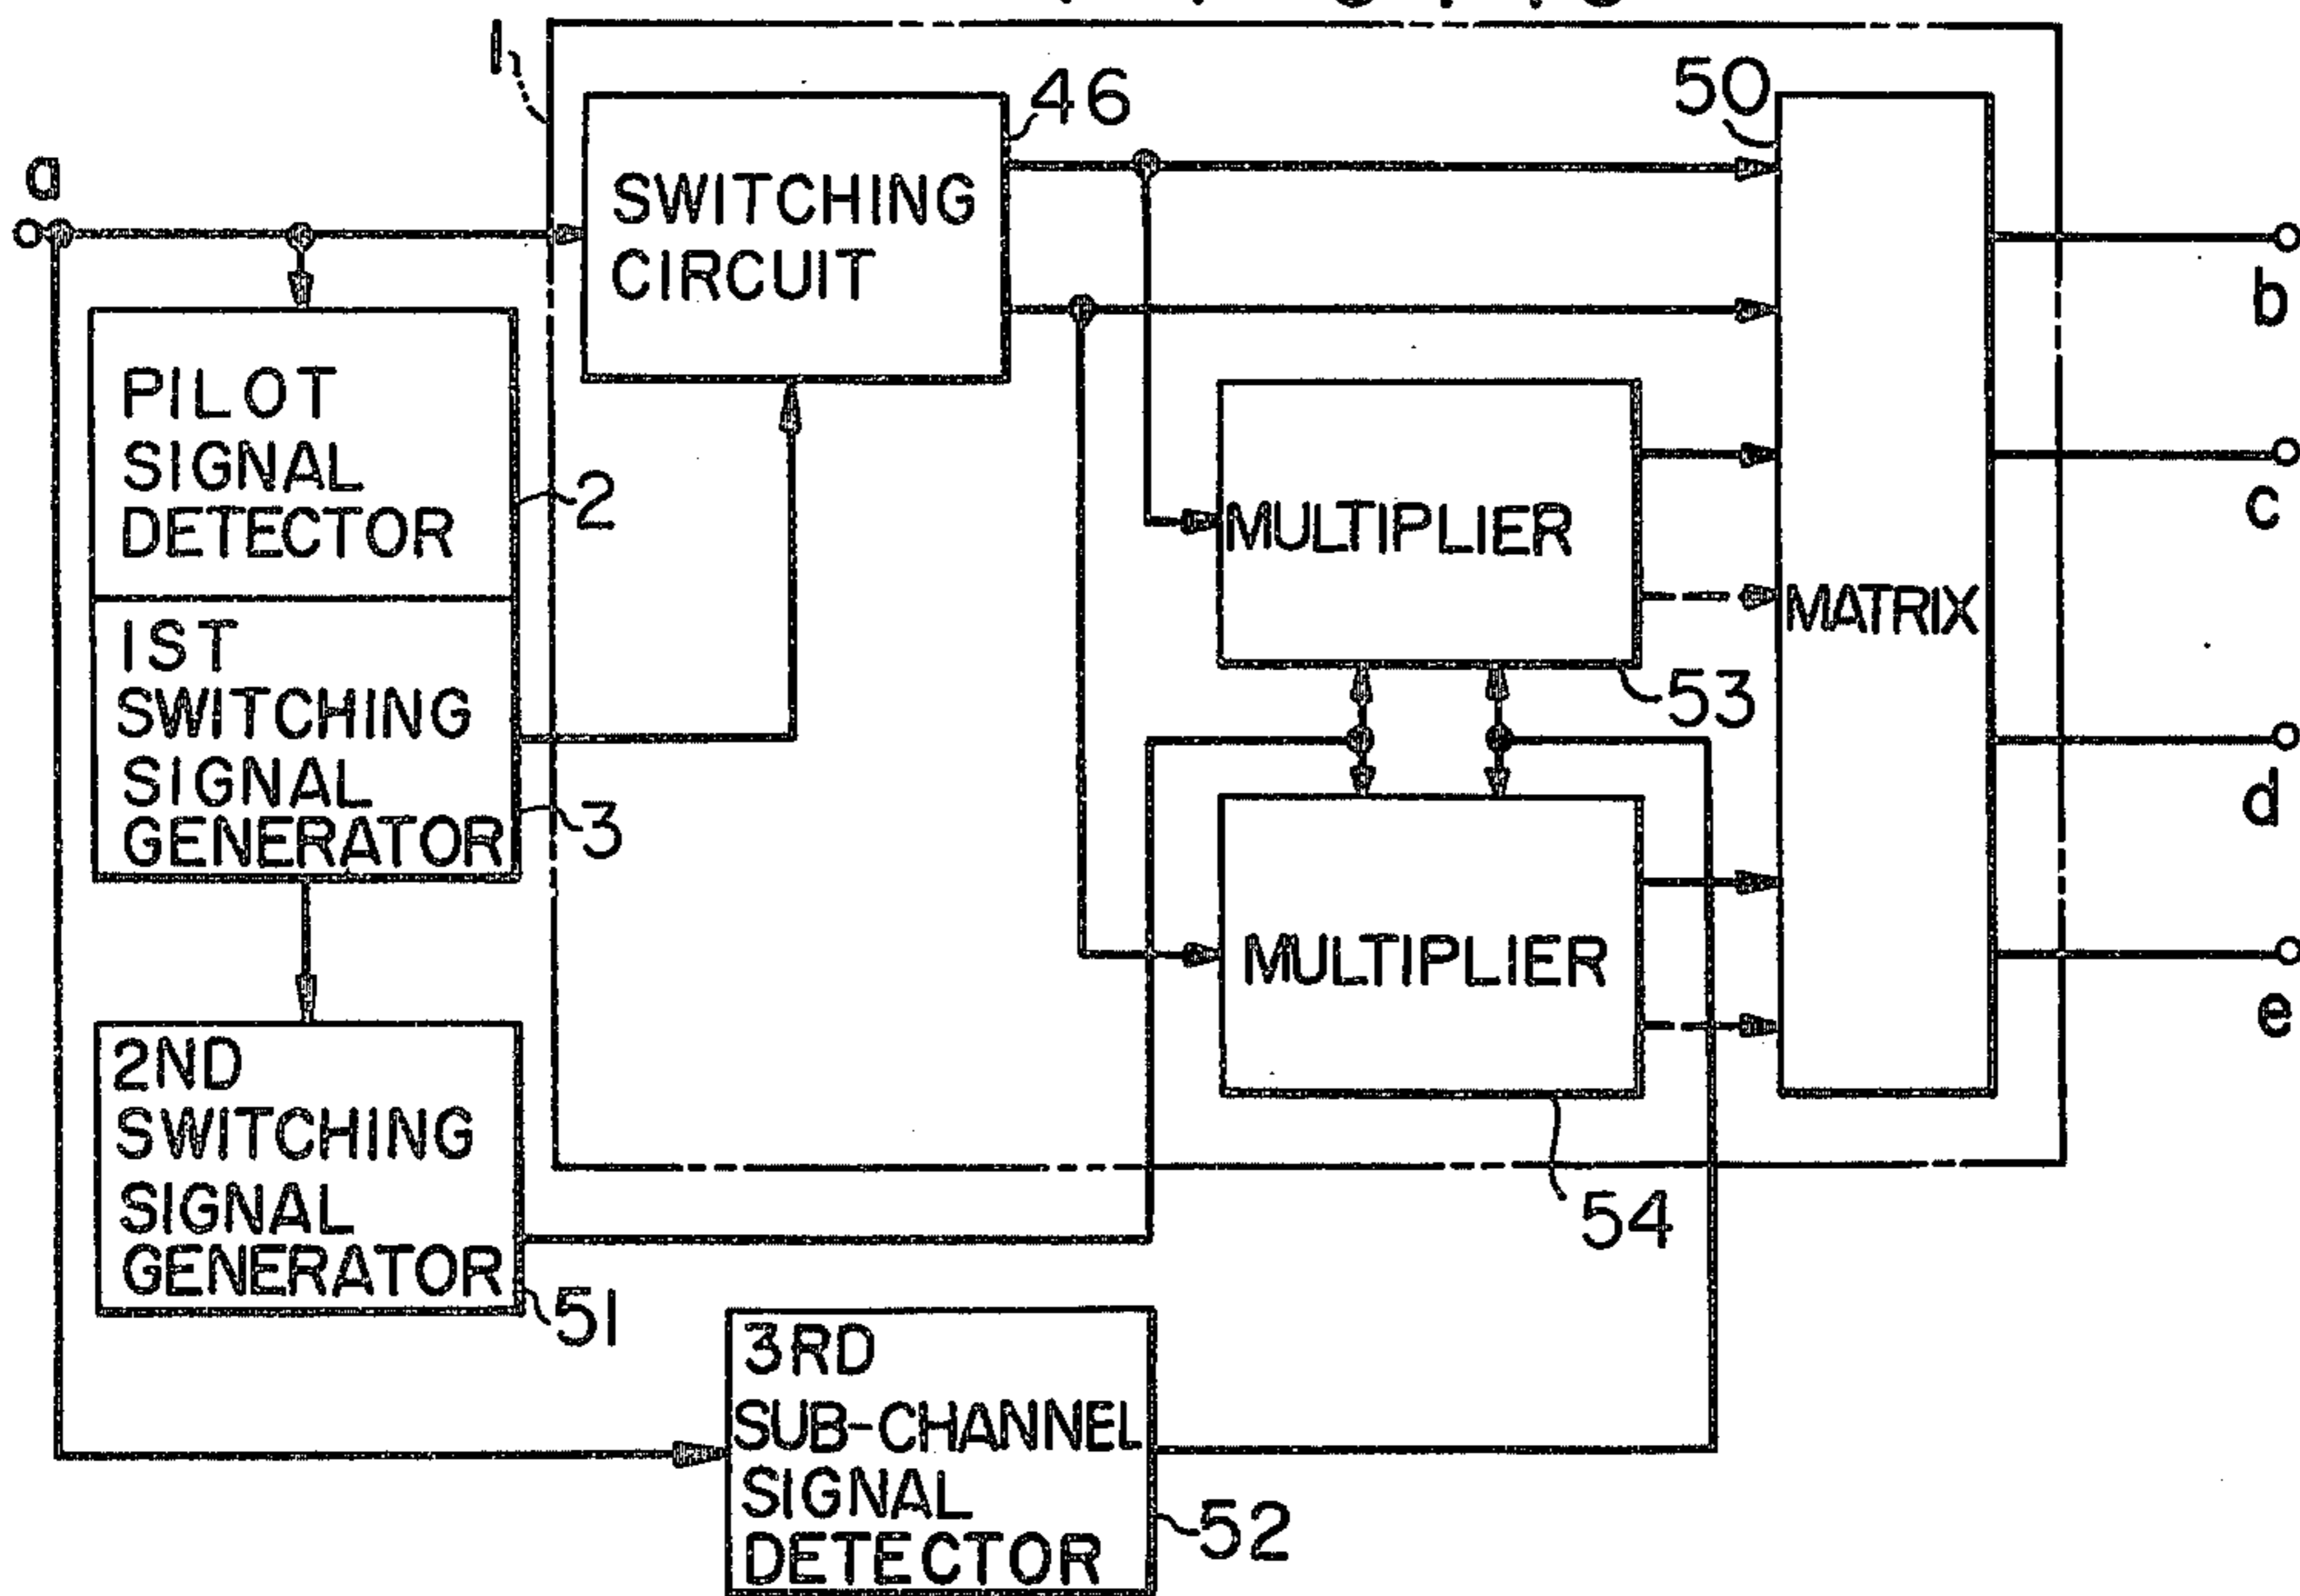 1
46
50
a
SWITCHING
CIRCUIT
b
PILOT
SIGNAL
DETECTOR
2
MULTIPLIER
c
MATRIX
1ST
SWITCHING
SIGNAL
GENERATOR
3
53
d
MULTIPLIER
e
2ND
SWITCHING
SIGNAL
GENERATOR
51
54
3RD
SUB-CHANNEL
SIGNAL
DETECTOR
52